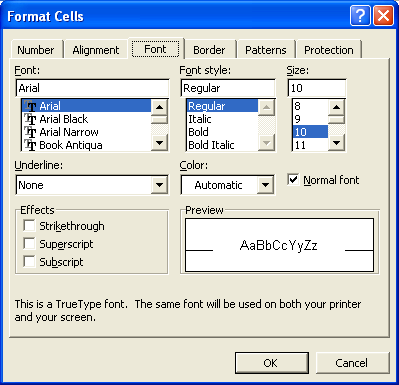 Format Cells
Number Alignment Font Border Patterns Protection
Font: Font style: Size:
Arial Regular 10
Arial Regular 8
Arial Black Italic 9
Arial Narrow Bold 10
Book Antiqua Bold Italic 11
Underline: Color:
None Automatic Normal font
Effects Preview
Strikethrough
Superscript AaBbCcYyZz
Subscript
This is a TrueType font. The same font will be used on both your printer
and your screen.
OK Cancel